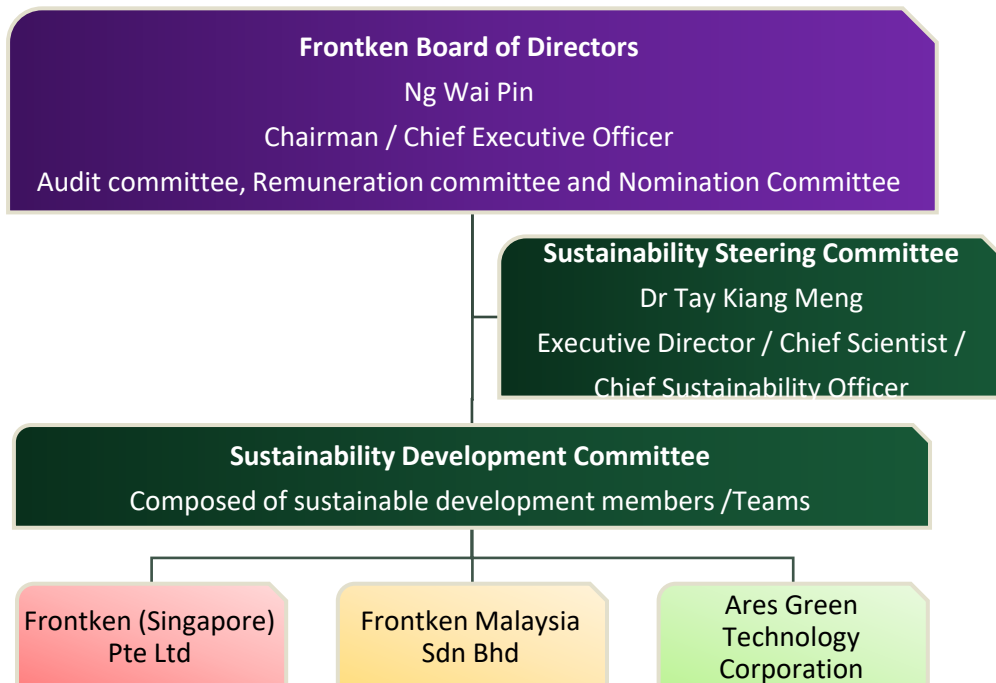 Frontken Board of Directors
Ng Wai Pin
Chairman / Chief Executive Officer
Audit committee, Remuneration committee and Nomination Committee
Sustainability Steering Committee
Dr Tay Kiang Meng
Executive Director / Chief Scientist /
Chief Sustainability Officer
Sustainability Development Committee
Composed of sustainable development members /Teams
Frontken (Singapore)
Pte Ltd
Frontken Malaysia
Sdn Bhd
Ares Green
Technology
Corporation